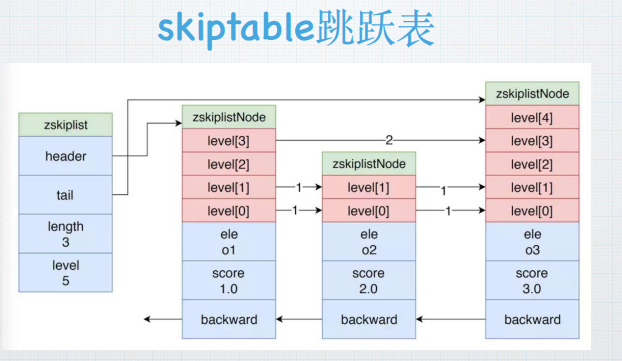 skiptable跳跃表
zskiplist
header
tail
length
3
level
5
zskiplistNode
level[3]
level[2]
level[1]
level[0]
ele
o1
score
1.0
backward
2
1
1
zskiplistNode
level[1]
level[0]
ele
o2
score
2.0
backward
1
1
zskiplistNode
level[4]
level[3]
level[2]
level[1]
level[0]
ele
o3
score
3.0
backward